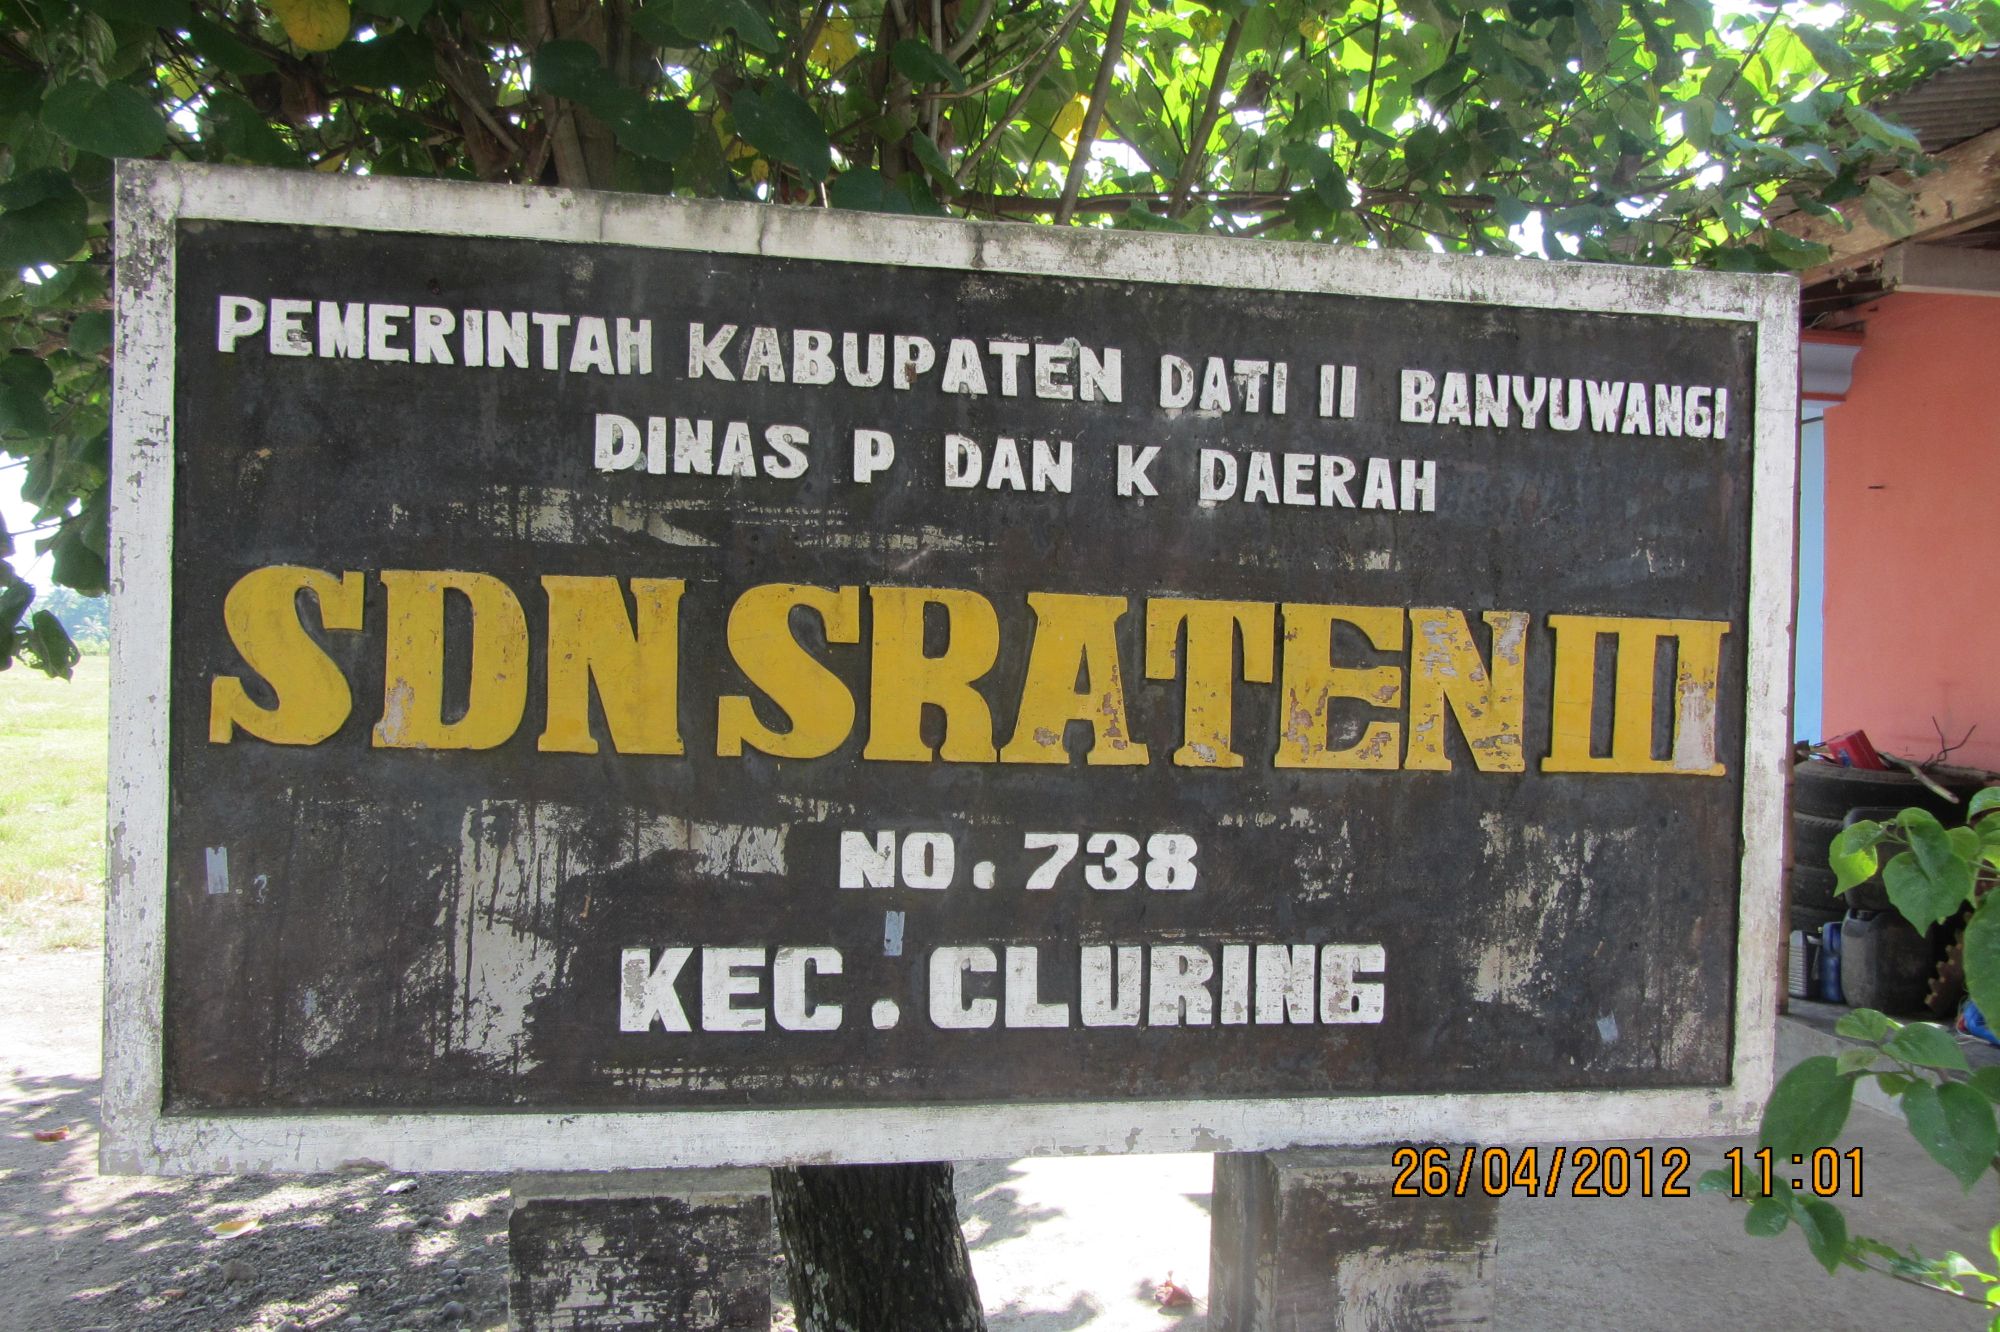 PEMERINTAH KABUPATEN DATI II BANYUWANGI
DINAS P DAN K DAERAH
SDN SRATEN III
NO. 738
KEC. CLURING
26/04/2012 11:01